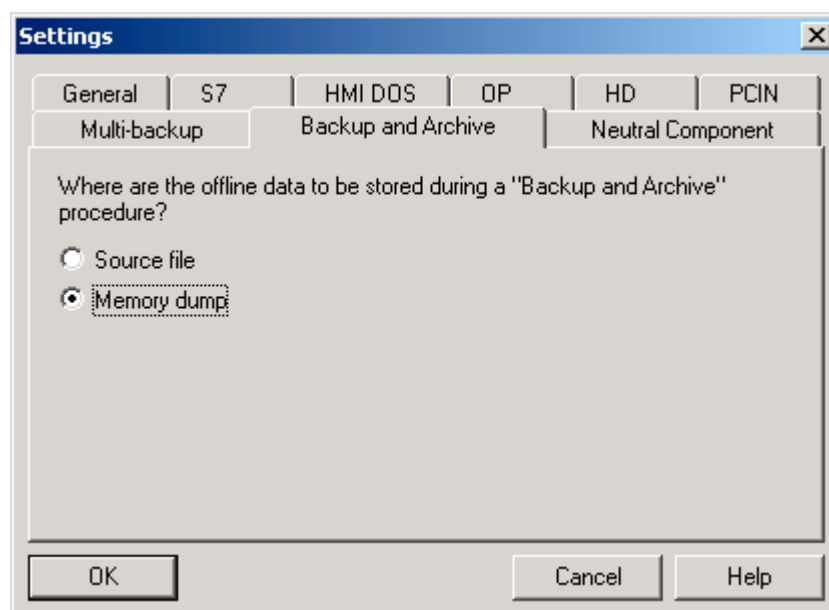 Settings
General
S7
HMI DOS
OP
HD
PCIN
Multi-backup
Backup and Archive
Neutral Component
Where are the offline data to be stored during a "Backup and Archive"
procedure?
Source file
Memory dump
OK
Cancel
Help